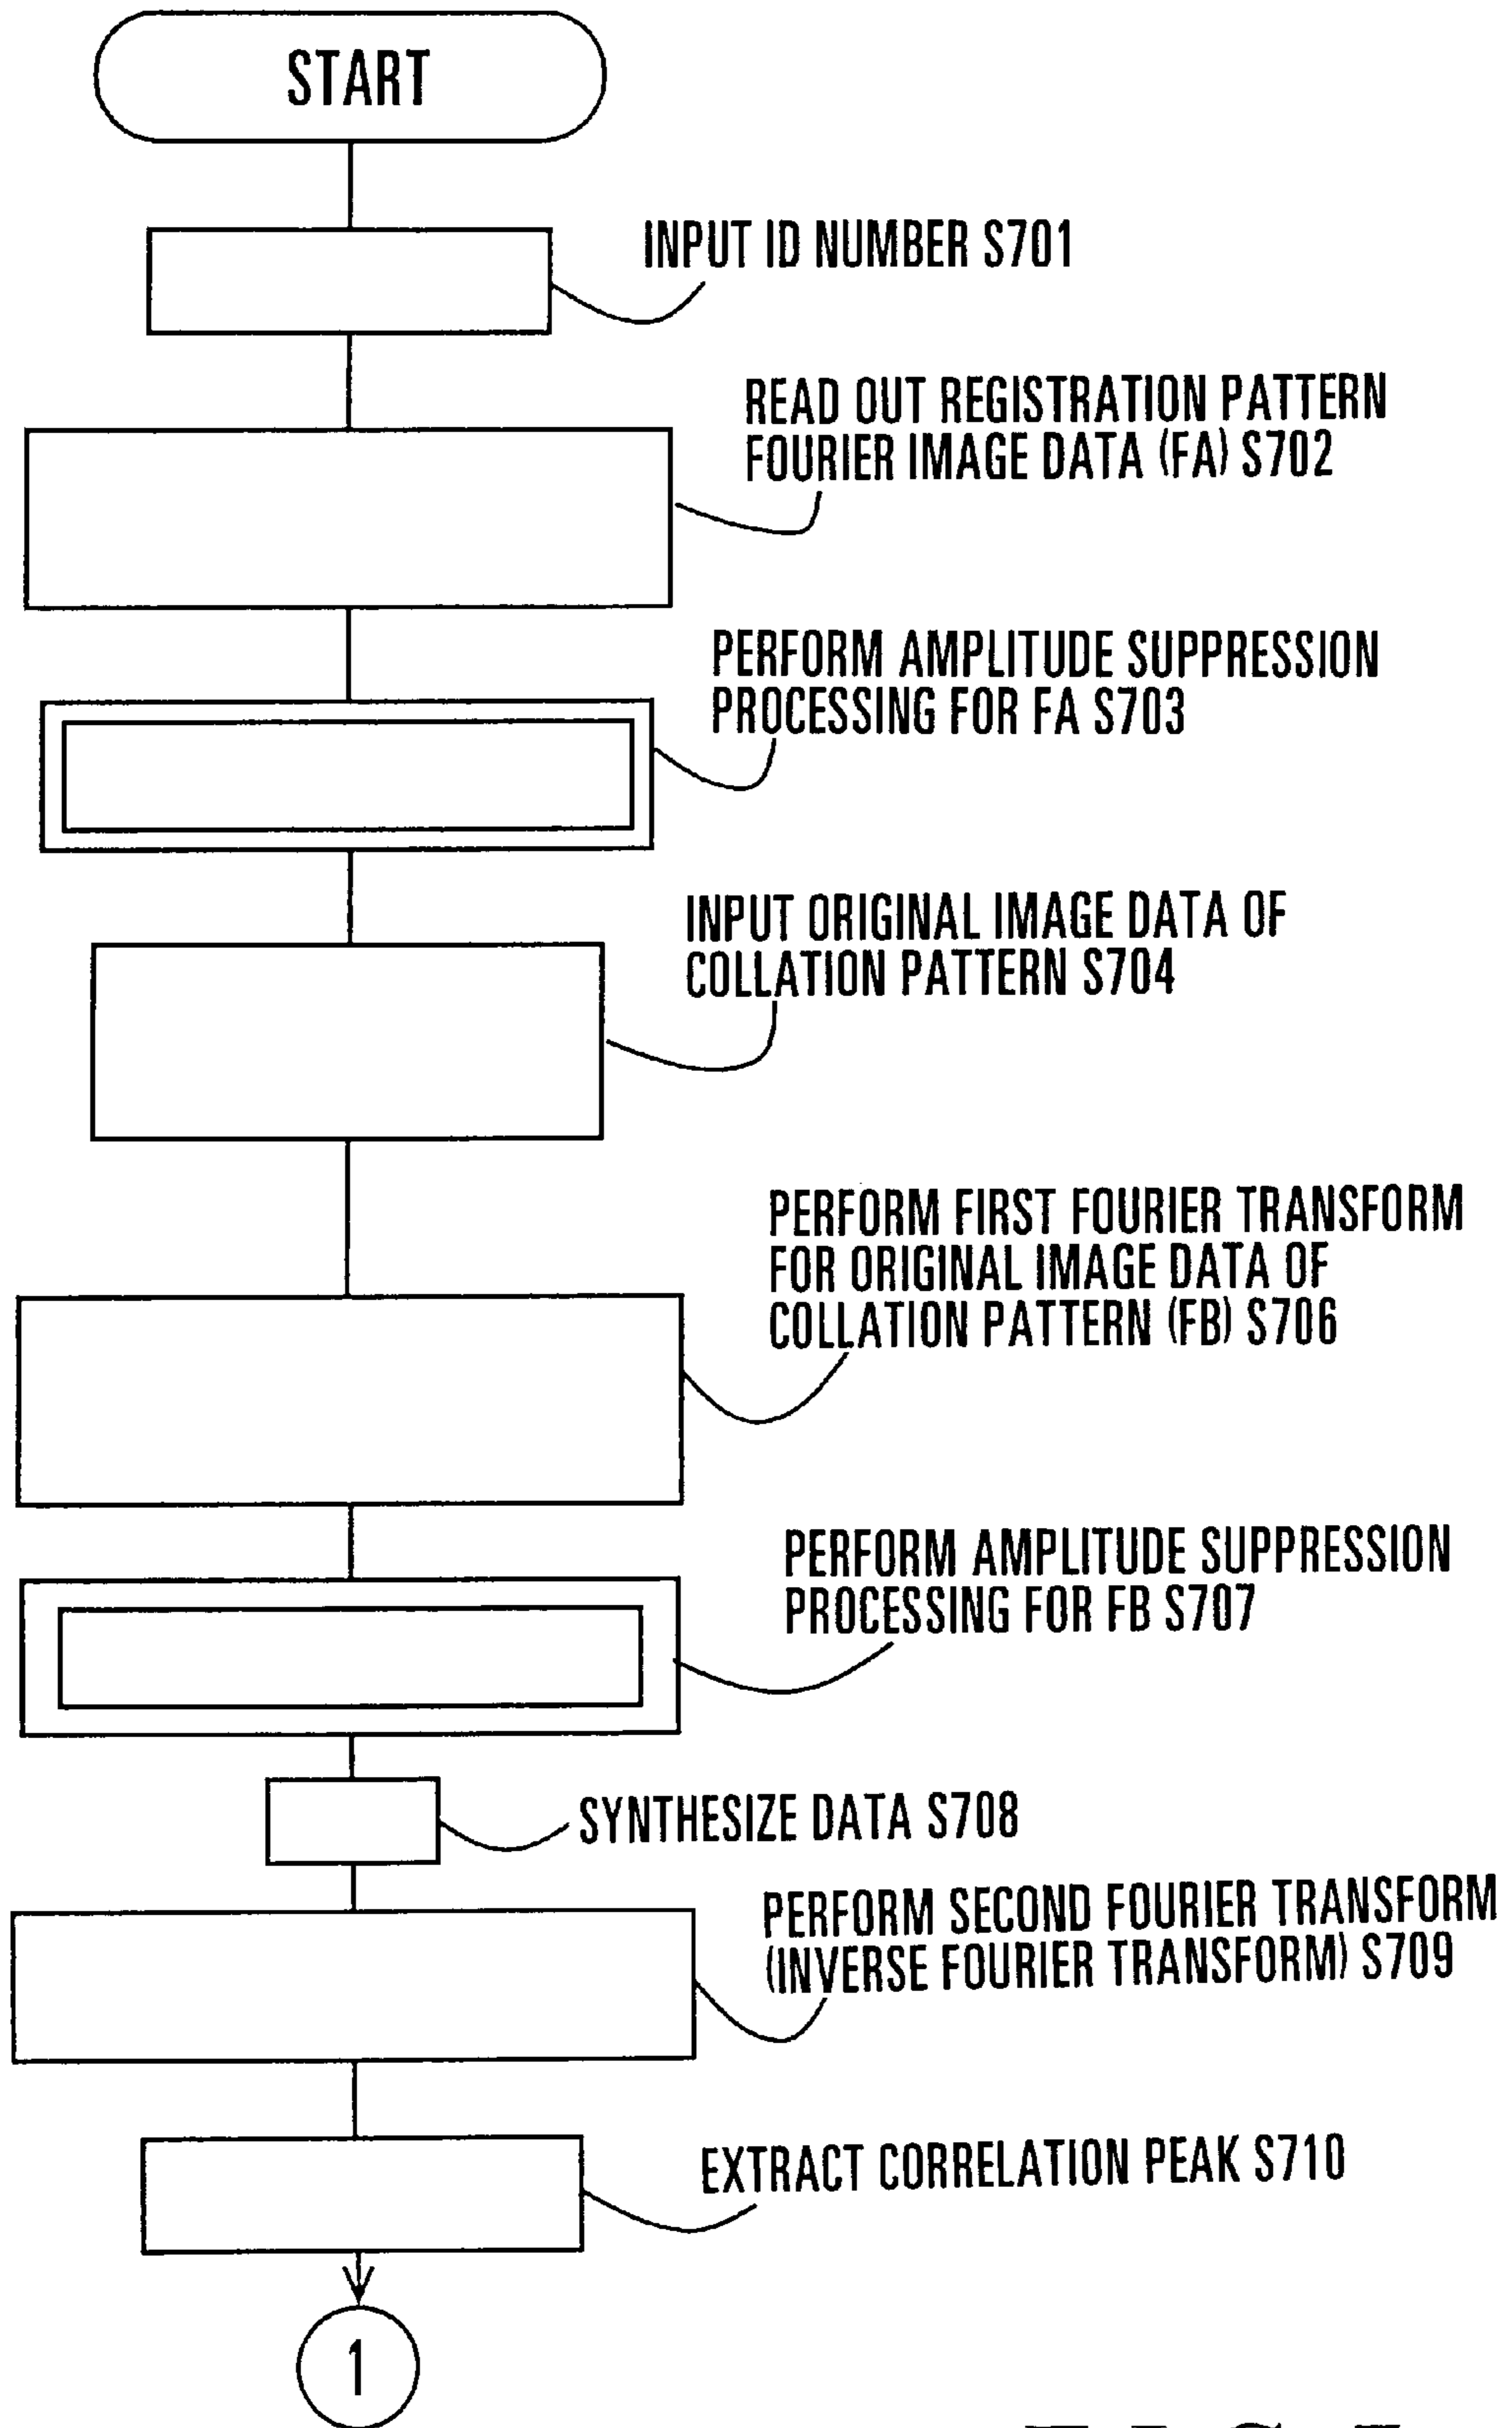 START
INPUT ID NUMBER S701
READ OUT REGISTRATION PATTERN
FOURIER IMAGE DATA (FA) S702
PERFORM AMPLITUDE SUPPRESSION
PROCESSING FOR FA S703
INPUT ORIGINAL IMAGE DATA OF
COLLATION PATTERN S704
PERFORM FIRST FOURIER TRANSFORM
FOR ORIGINAL IMAGE DATA OF
COLLATION PATTERN (FB) S706
PERFORM AMPLITUDE SUPPRESSION
PROCESSING FOR FB S707
SYNTHESIZE DATA S708
PERFORM SECOND FOURIER TRANSFORM
(INVERSE FOURIER TRANSFORM) S709
EXTRACT CORRELATION PEAK S710
1